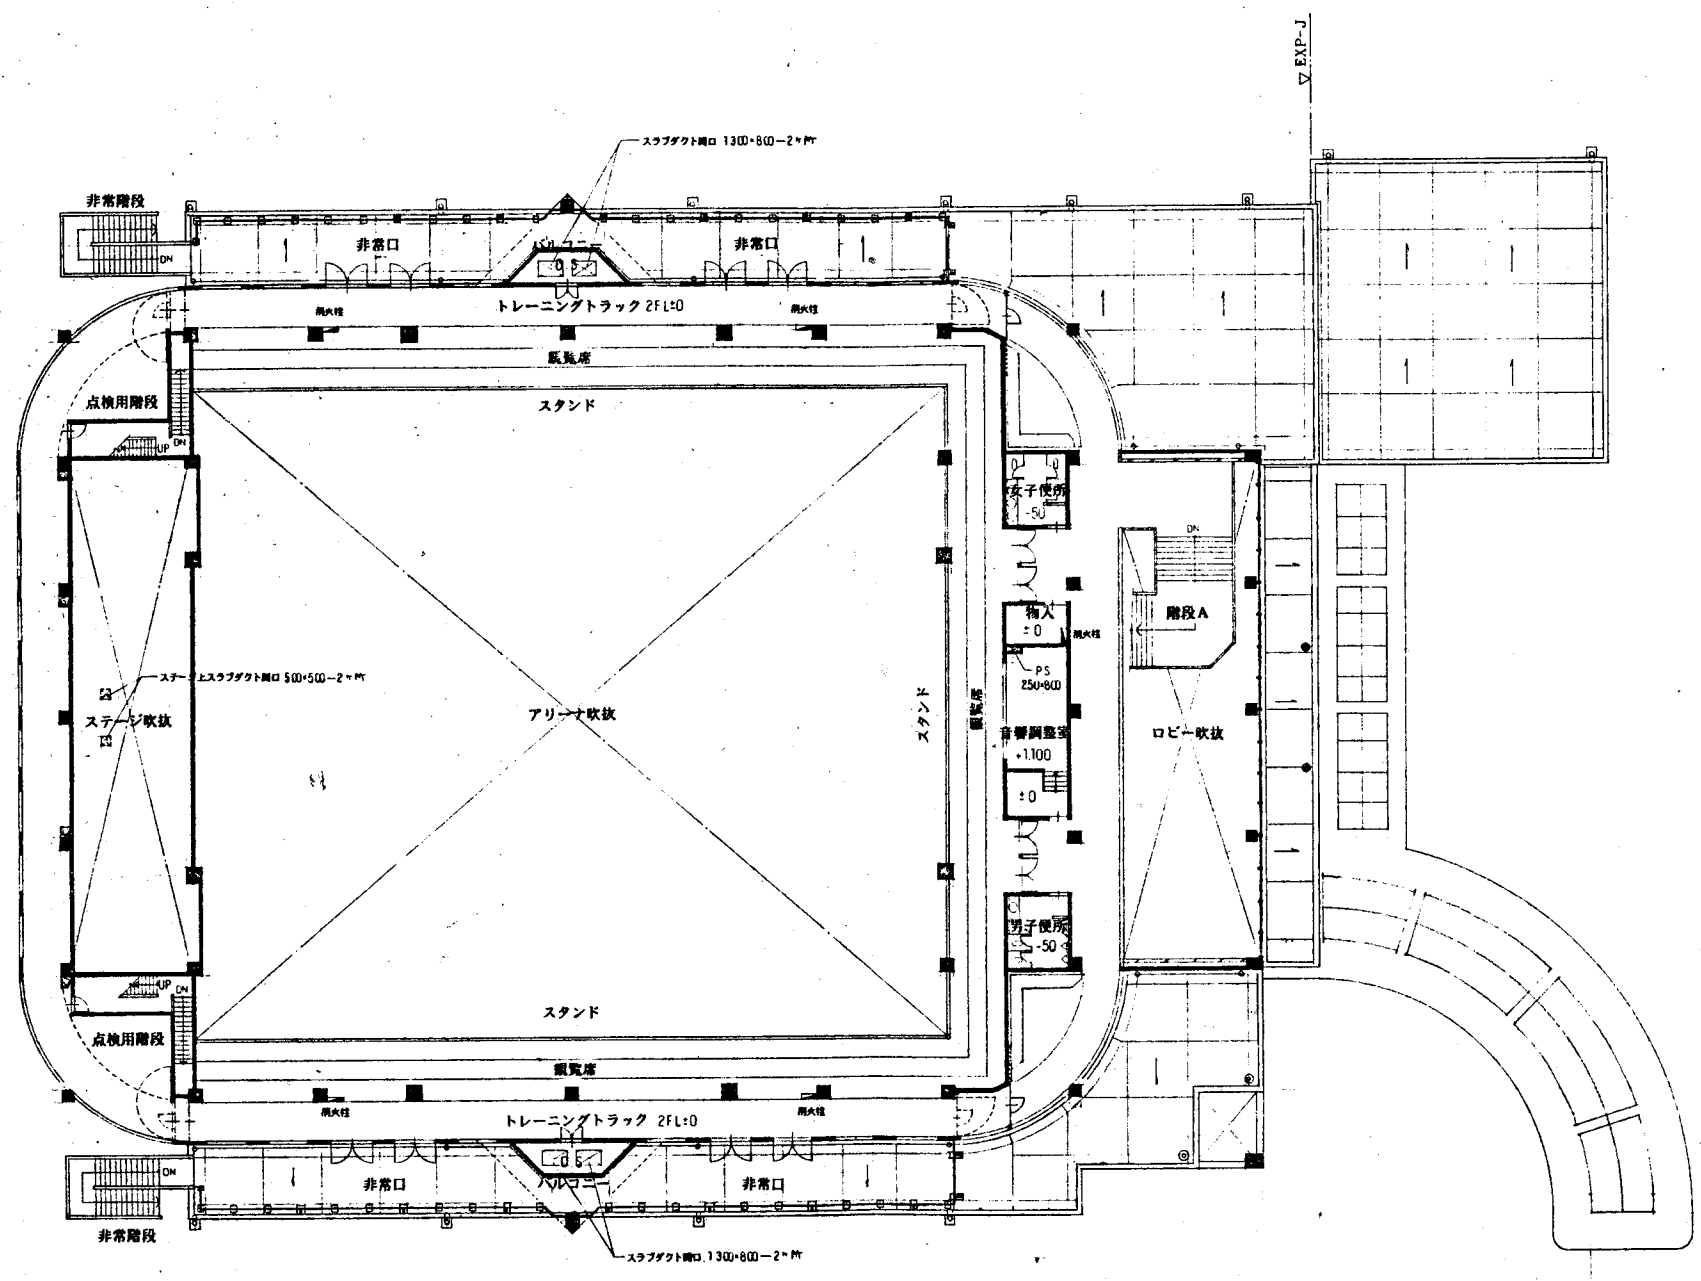 ▽ EXP-J
スラブダクト開口 1300×800-2ヶ所
非常階段
DN
非常口
バルコニー
非常口
DS
トレーニングトラック 2FL±0
消火栓
消火栓
観覧席
点検用階段
スタンド
DN
UP
女子便所
-50
DN
物入
±0
階段A
消火栓
PS
250×800
ステージ上スラブダクト開口 500×500-2ヶ所
ステージ吹抜
アリーナ吹抜
スタンド
観覧席
音響調整室
+1,100
ロビー吹抜
±0
男子便所
-50
UP
DN
スタンド
点検用階段
観覧席
消火栓
消火栓
トレーニングトラック 2FL±0
DN
DS
非常口
バルコニー
非常口
非常階段
スラブダクト開口 1300×800-2ヶ所